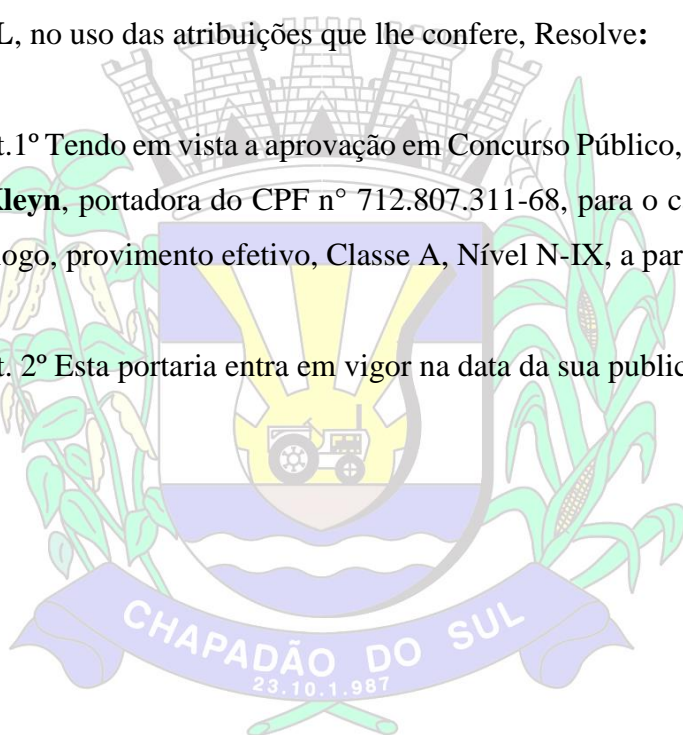 L, no uso das atribuições que lhe confere, Resolve:
t.1º Tendo em vista a aprovação em Concurso Público,
Kleyn, portadora do CPF n° 712.807.311-68, para o c
logo, provimento efetivo, Classe A, Nível N-IX, a par
t. 2º Esta portaria entra em vigor na data da sua public
CHAPADÃO DO SUL
23.10.1.987